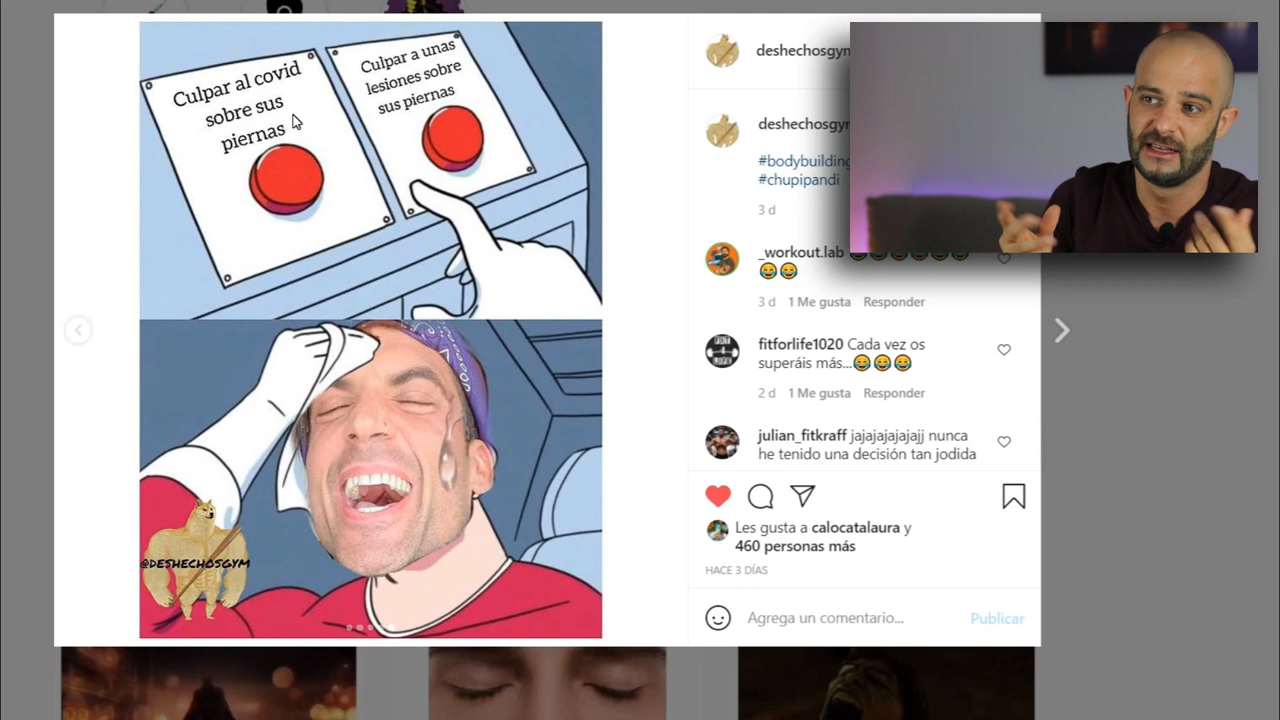 Culpar al covid
sobre sus
piernas
Culpar a unas
lesiones sobre
sus piernas
@DESHECHOSGYM
deshechosgym
deshechosgym
#bodybuilding
#chupipandi
3 d
_workout.lab 😂😂😂😂😂😂
😂😂
3 d 1 Me gusta Responder
fitforlife1020 Cada vez os
superáis más...😂😂😂
2 d 1 Me gusta Responder
julian_fitkraff jajajajajajajj nunca
he tenido una decisión tan jodida
Les gusta a calocatalaura y
460 personas más
HACE 3 DÍAS
Agrega un comentario...
Publicar